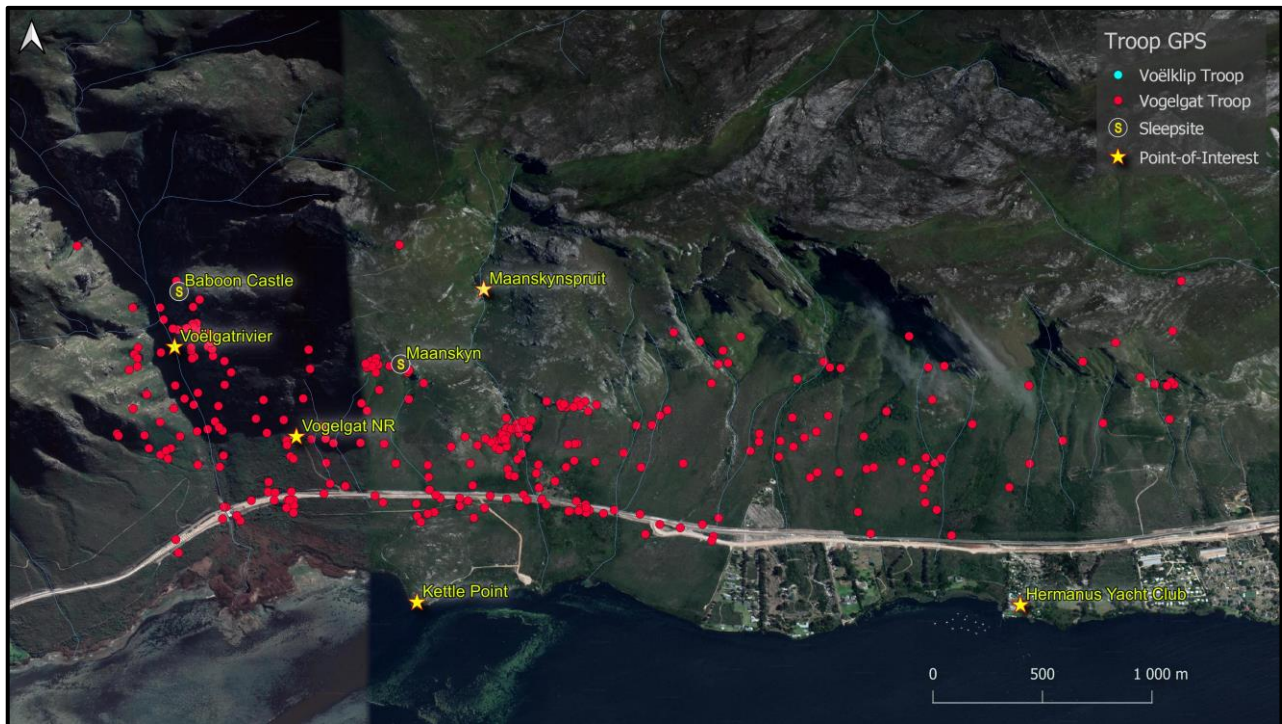 Troop GPS
Voëlklip Troop
Vogelgat Troop
S Sleepsite
Point-of-Interest
Baboon Castle
S
Maanskynspruit
Voëlgatrivier
Maanskyn
S
Vogelgat NR
Kettle Point
Hermanus Yacht Club
0 500 1 000 m